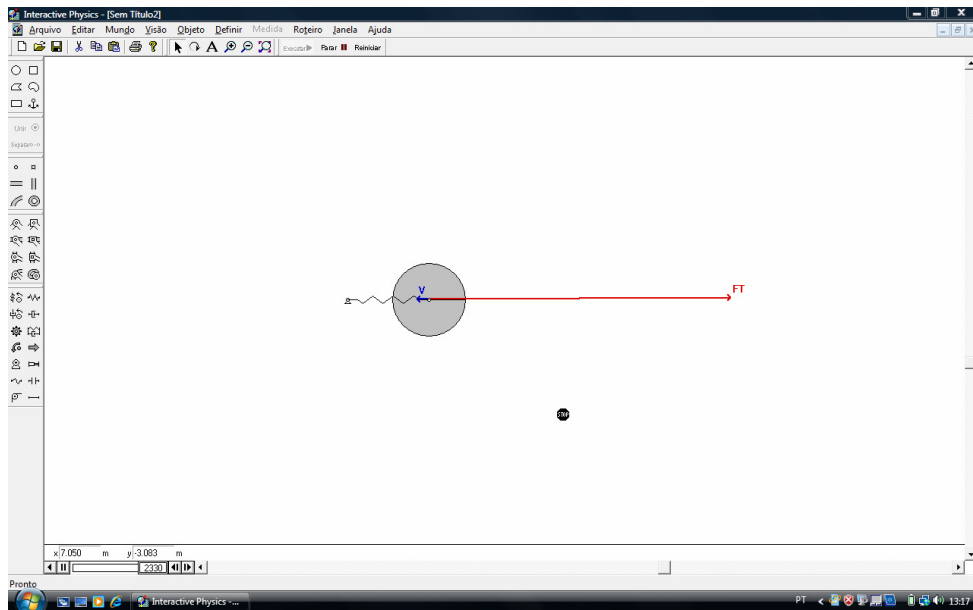 Interactive Physics - [Sem Título2]
Arquivo Editar Mundo Visão Objeto Definir Medida Roteiro Janela Ajuda
A ? Executar Parar Reiniciar
Unir
Separar
V
FT
STOP
x 7.050 m y -3.083 m
2330
Pronto
Interactive Physics -...
PT < 13:17